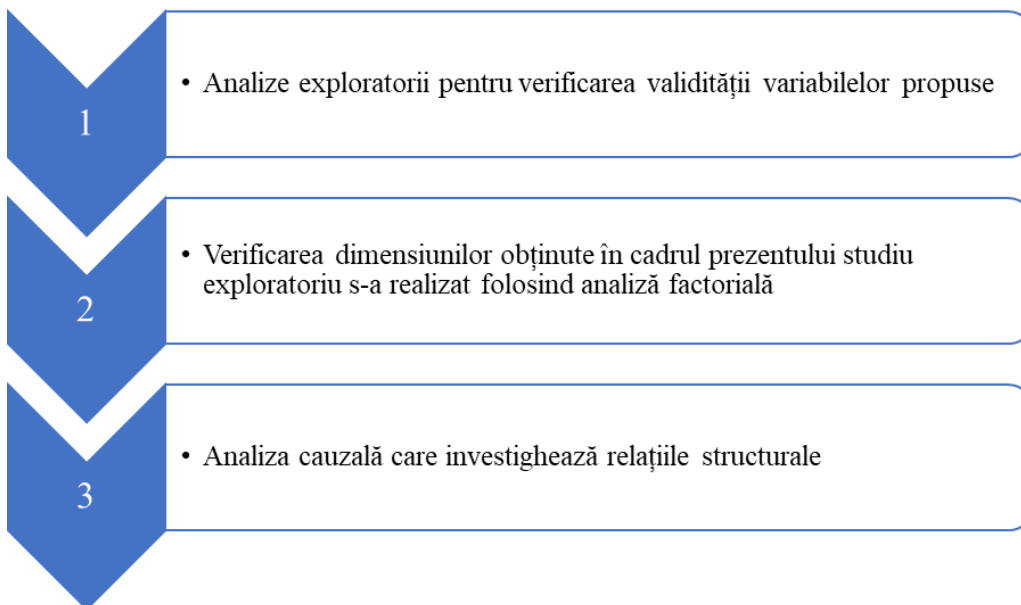 1
• Analize exploratorii pentru verificarea validității variabilelor propuse
2
• Verificarea dimensiunilor obținute în cadrul prezentului studiu
exploratoriu s-a realizat folosind analiză factorială
3
• Analiza cauzală care investighează relațiile structurale